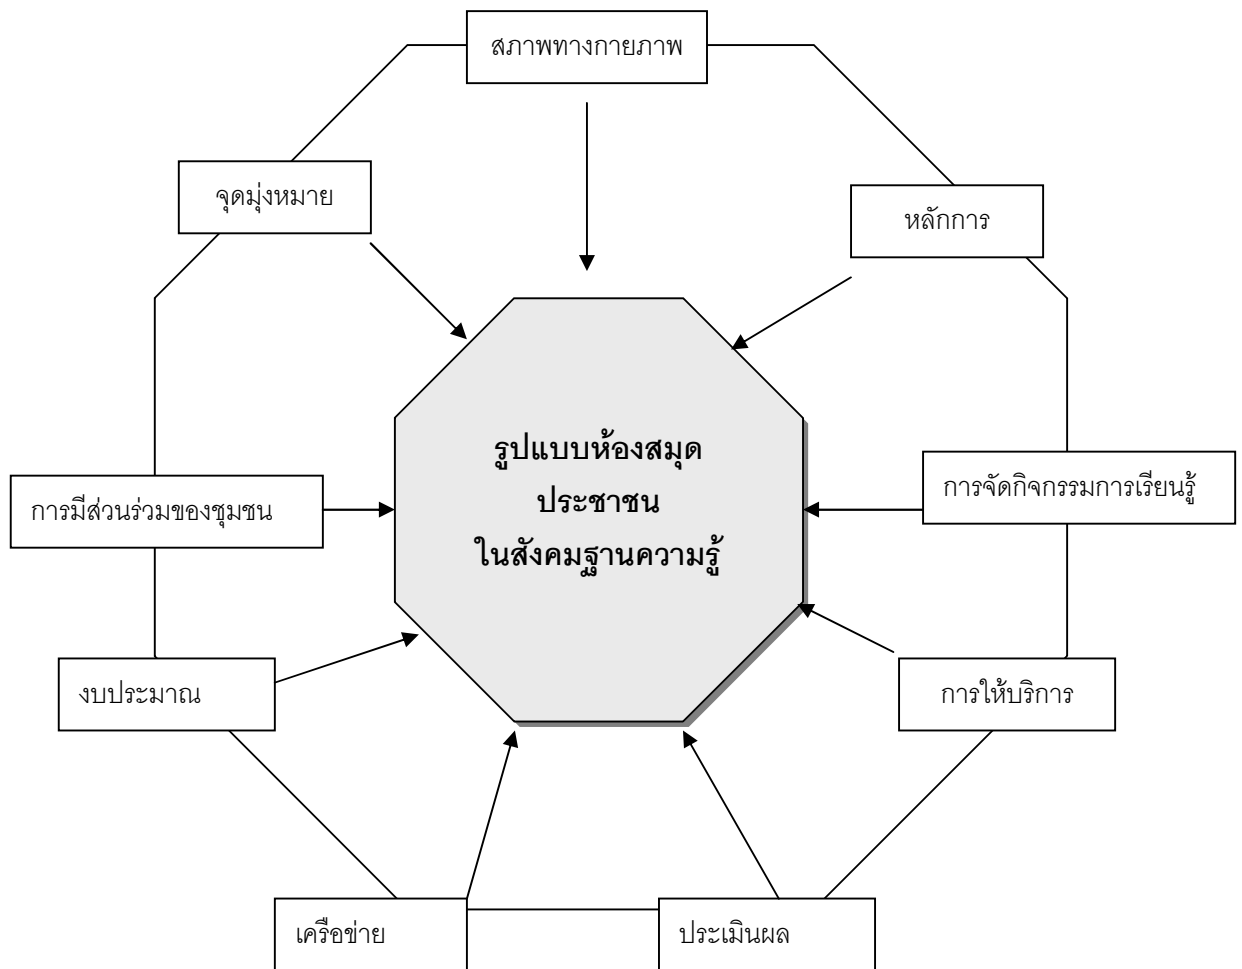 สภาพทางกายภาพ
จุดมุ่งหมาย
หลักการ
รูปแบบห้องสมุด
ประชาชน
ในสังคมฐานความรู้
การมีส่วนร่วมของชุมชน
การจัดกิจกรรมการเรียนรู้
งบประมาณ
การให้บริการ
เครือข่าย
ประเมินผล